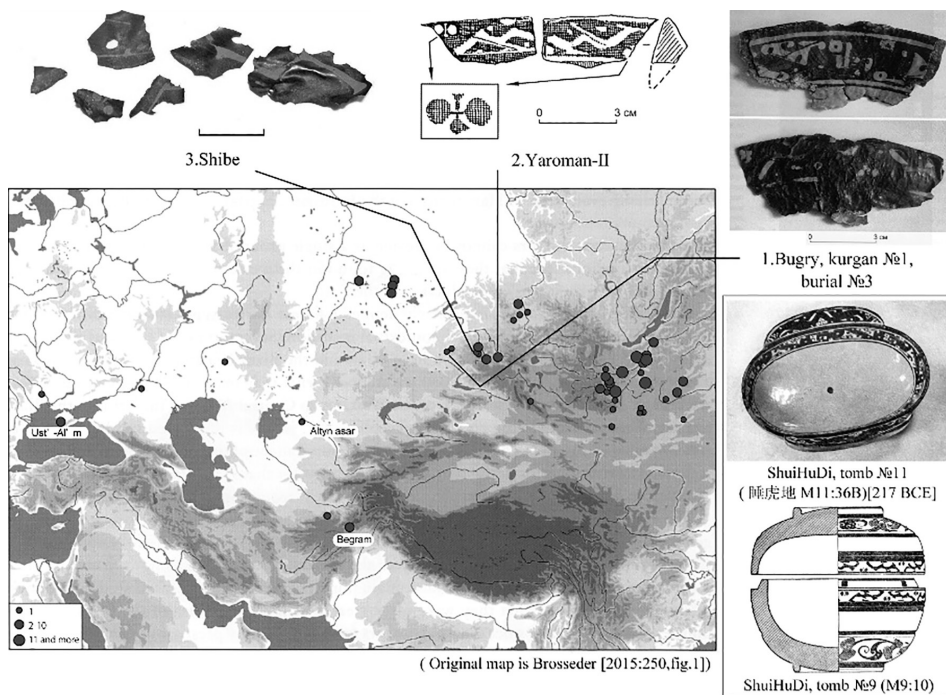 3.Shibe
3 см
2.Yaroman-II
3 см
1.Bugry, kurgan №1,
burial №3
Ust' -Al' m
Altyn asar
Begram
1
2 10
11 and more
( Original map is Brosseder [2015:250,fig.1])
ShuiHuDi, tomb №11
( 睡虎地 M11:36B)[217 BCE]
ShuiHuDi, tomb №9 (M9:10)